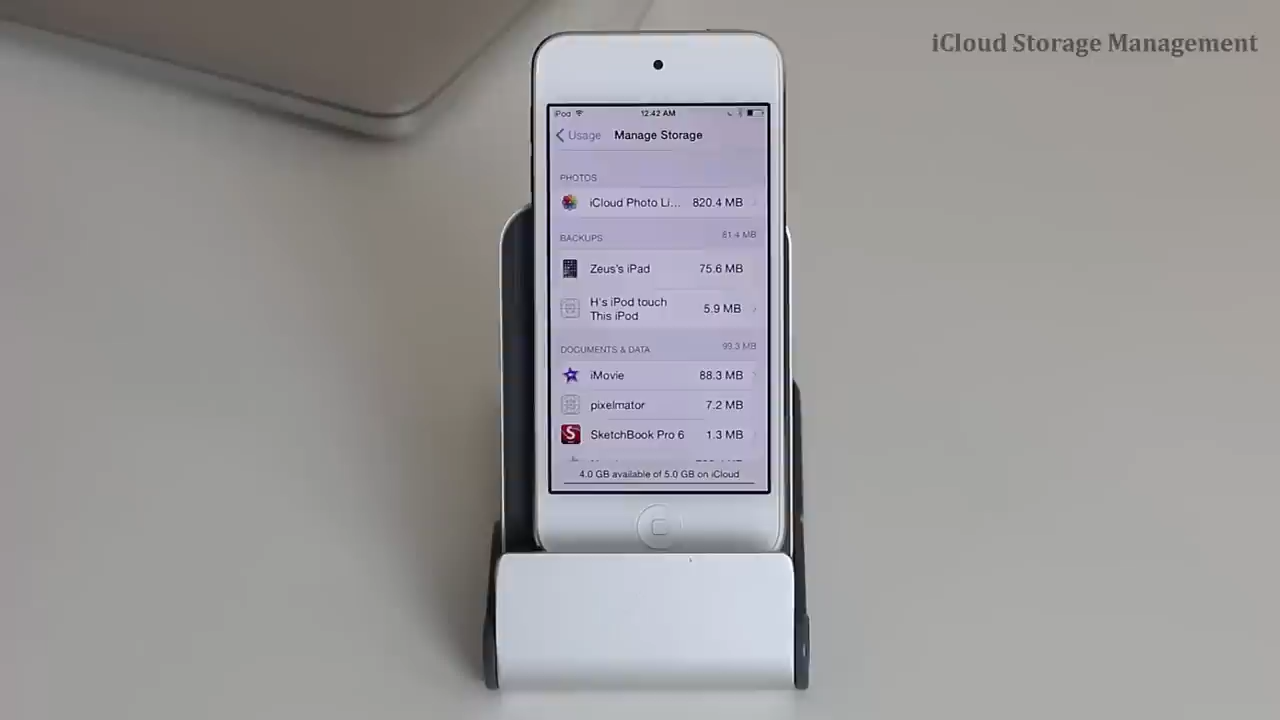 iCloud Storage Management
iPod 12:42 AM
Usage Manage Storage
PHOTOS
iCloud Photo Li... 820.4 MB
BACKUPS 81.4 MB
Zeus's iPad 75.6 MB
H's iPod touch
This iPod 5.9 MB
DOCUMENTS & DATA 99.3 MB
iMovie 88.3 MB
pixelmator 7.2 MB
SketchBook Pro 6 1.3 MB
4.0 GB available of 5.0 GB on iCloud